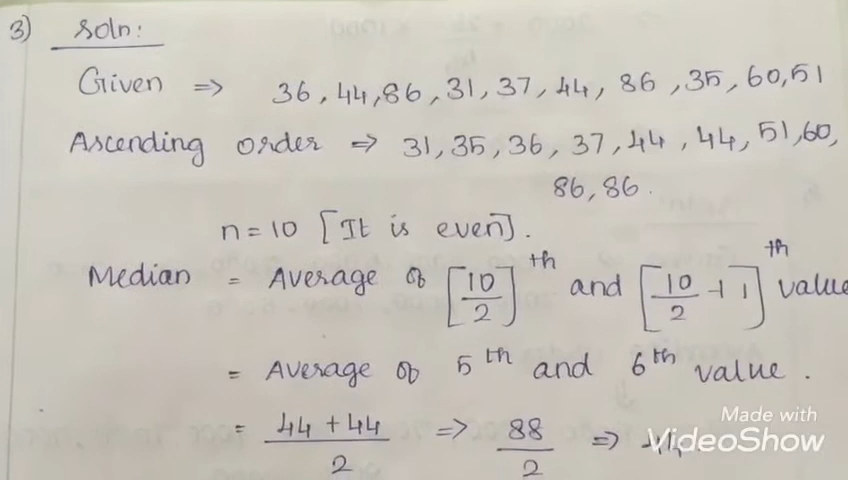 3) Soln:
Given ⇒ 36, 44, 86, 31, 37, 44, 86, 35, 60, 51
Ascending order ⇒ 31, 35, 36, 37, 44, 44, 51, 60,
86, 86.
n = 10 [It is even].
Median = Average of [10/2]th and [10/2 + 1]th value
= Average of 5th and 6th value.
= 44 + 44 / 2 ⇒ 88 / 2 ⇒ 44.
Made with
VideoShow